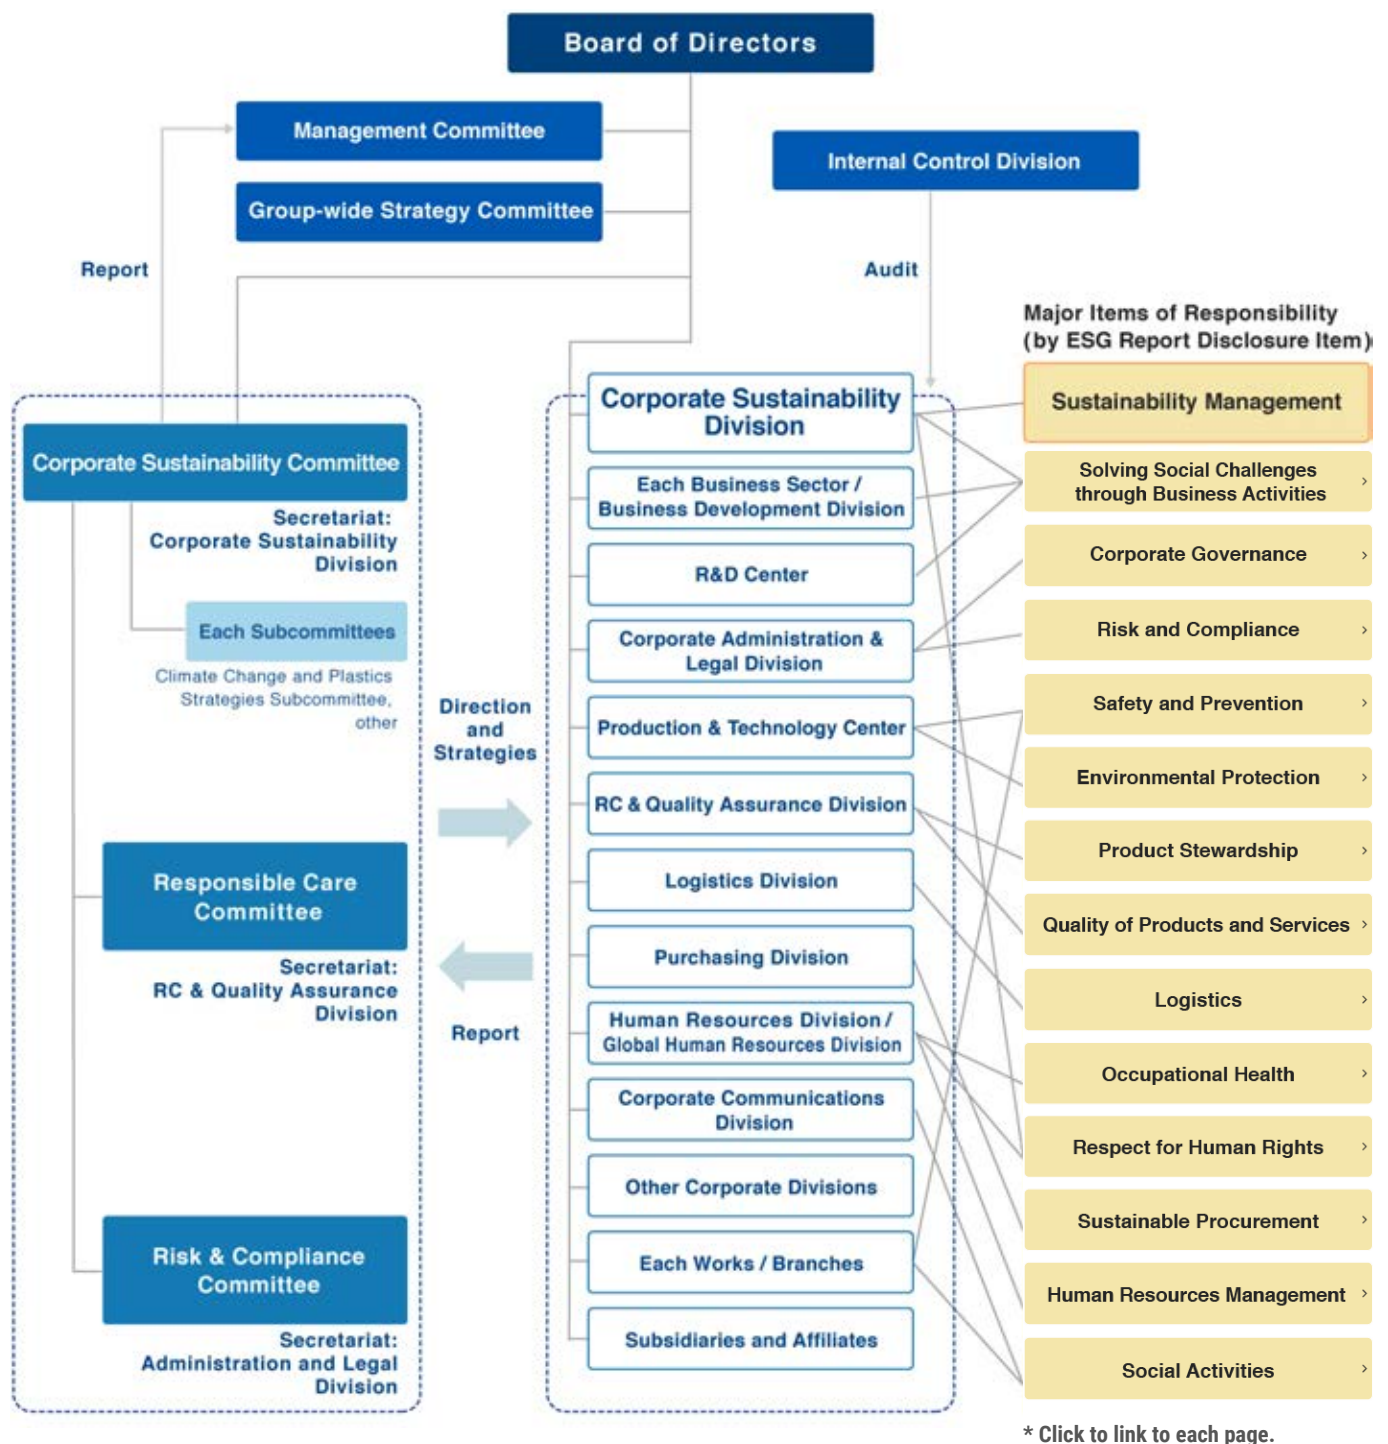 Board of Directors
Management Committee
Internal Control Division
Group-wide Strategy Committee
Report
Audit
Major Items of Responsibility
(by ESG Report Disclosure Item)
Corporate Sustainability Committee
Secretariat:
Corporate Sustainability
Division
Each Subcommittees
Climate Change and Plastics
Strategies Subcommittee,
other
Responsible Care
Committee
Secretariat:
RC & Quality Assurance
Division
Risk & Compliance
Committee
Secretariat:
Administration and Legal
Division
Direction
and
Strategies
Report
Corporate Sustainability
Division
Each Business Sector /
Business Development Division
R&D Center
Corporate Administration &
Legal Division
Production & Technology Center
RC & Quality Assurance Division
Logistics Division
Purchasing Division
Human Resources Division /
Global Human Resources Division
Corporate Communications
Division
Other Corporate Divisions
Each Works / Branches
Subsidiaries and Affiliates
Sustainability Management
Solving Social Challenges
through Business Activities
Corporate Governance
Risk and Compliance
Safety and Prevention
Environmental Protection
Product Stewardship
Quality of Products and Services
Logistics
Occupational Health
Respect for Human Rights
Sustainable Procurement
Human Resources Management
Social Activities
* Click to link to each page.